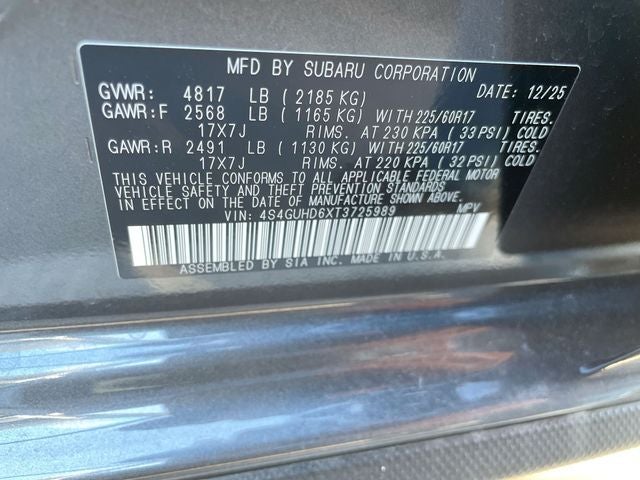 MFD BY SUBARU CORPORATION
GVWR: 4817 LB (2185 KG) DATE: 12/25
GAWR:F 2568 LB (1165 KG) WITH 225/60R17 TIRES.
17X7J RIMS. AT 230 KPA (33 PSI) COLD
GAWR:R 2491 LB (1130 KG) WITH 225/60R17 TIRES.
17X7J RIMS. AT 220 KPA (32 PSI) COLD
THIS VEHICLE CONFORMS TO ALL APPLICABLE FEDERAL MOTOR
VEHICLE SAFETY AND THEFT PREVENTION STANDARDS IN EFFECT
ON THE DATE OF MANUFACTURE SHOWN ABOVE.
VIN: 4S4GUHD6XT3725989 MPV
ASSEMBLED BY SIA INC. MADE IN U.S.A.